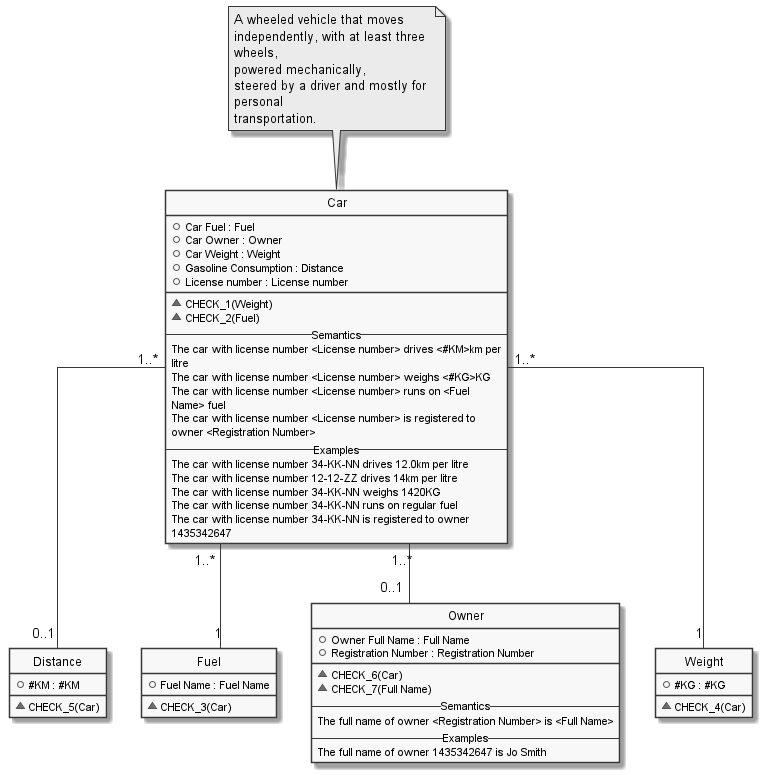 A wheeled vehicle that moves
independently, with at least three
wheels,
powered mechanically,
steered by a driver and mostly for
personal
transportation.
Car
Car Fuel : Fuel
Car Owner : Owner
Car Weight : Weight
Gasoline Consumption : Distance
License number : License number
CHECK_1(Weight)
CHECK_2(Fuel)
Semantics
The car with license number <License number> drives <#KM>km per
litre
The car with license number <License number> weighs <#KG>KG
The car with license number <License number> runs on <Fuel
Name> fuel
The car with license number <License number> is registered to
owner <Registration Number>
Examples
The car with license number 34-KK-NN drives 12.0km per litre
The car with license number 12-12-ZZ drives 14km per litre
The car with license number 34-KK-NN weighs 1420KG
The car with license number 34-KK-NN runs on regular fuel
The car with license number 34-KK-NN is registered to owner
1435342647
1..*
1..*
1..*
1..*
0..1
1
0..1
1
Distance
#KM : #KM
CHECK_5(Car)
Fuel
Fuel Name : Fuel Name
CHECK_3(Car)
Owner
Owner Full Name : Full Name
Registration Number : Registration Number
CHECK_6(Car)
CHECK_7(Full Name)
Semantics
The full name of owner <Registration Number> is <Full Name>
Examples
The full name of owner 1435342647 is Jo Smith
Weight
#KG : #KG
CHECK_4(Car)